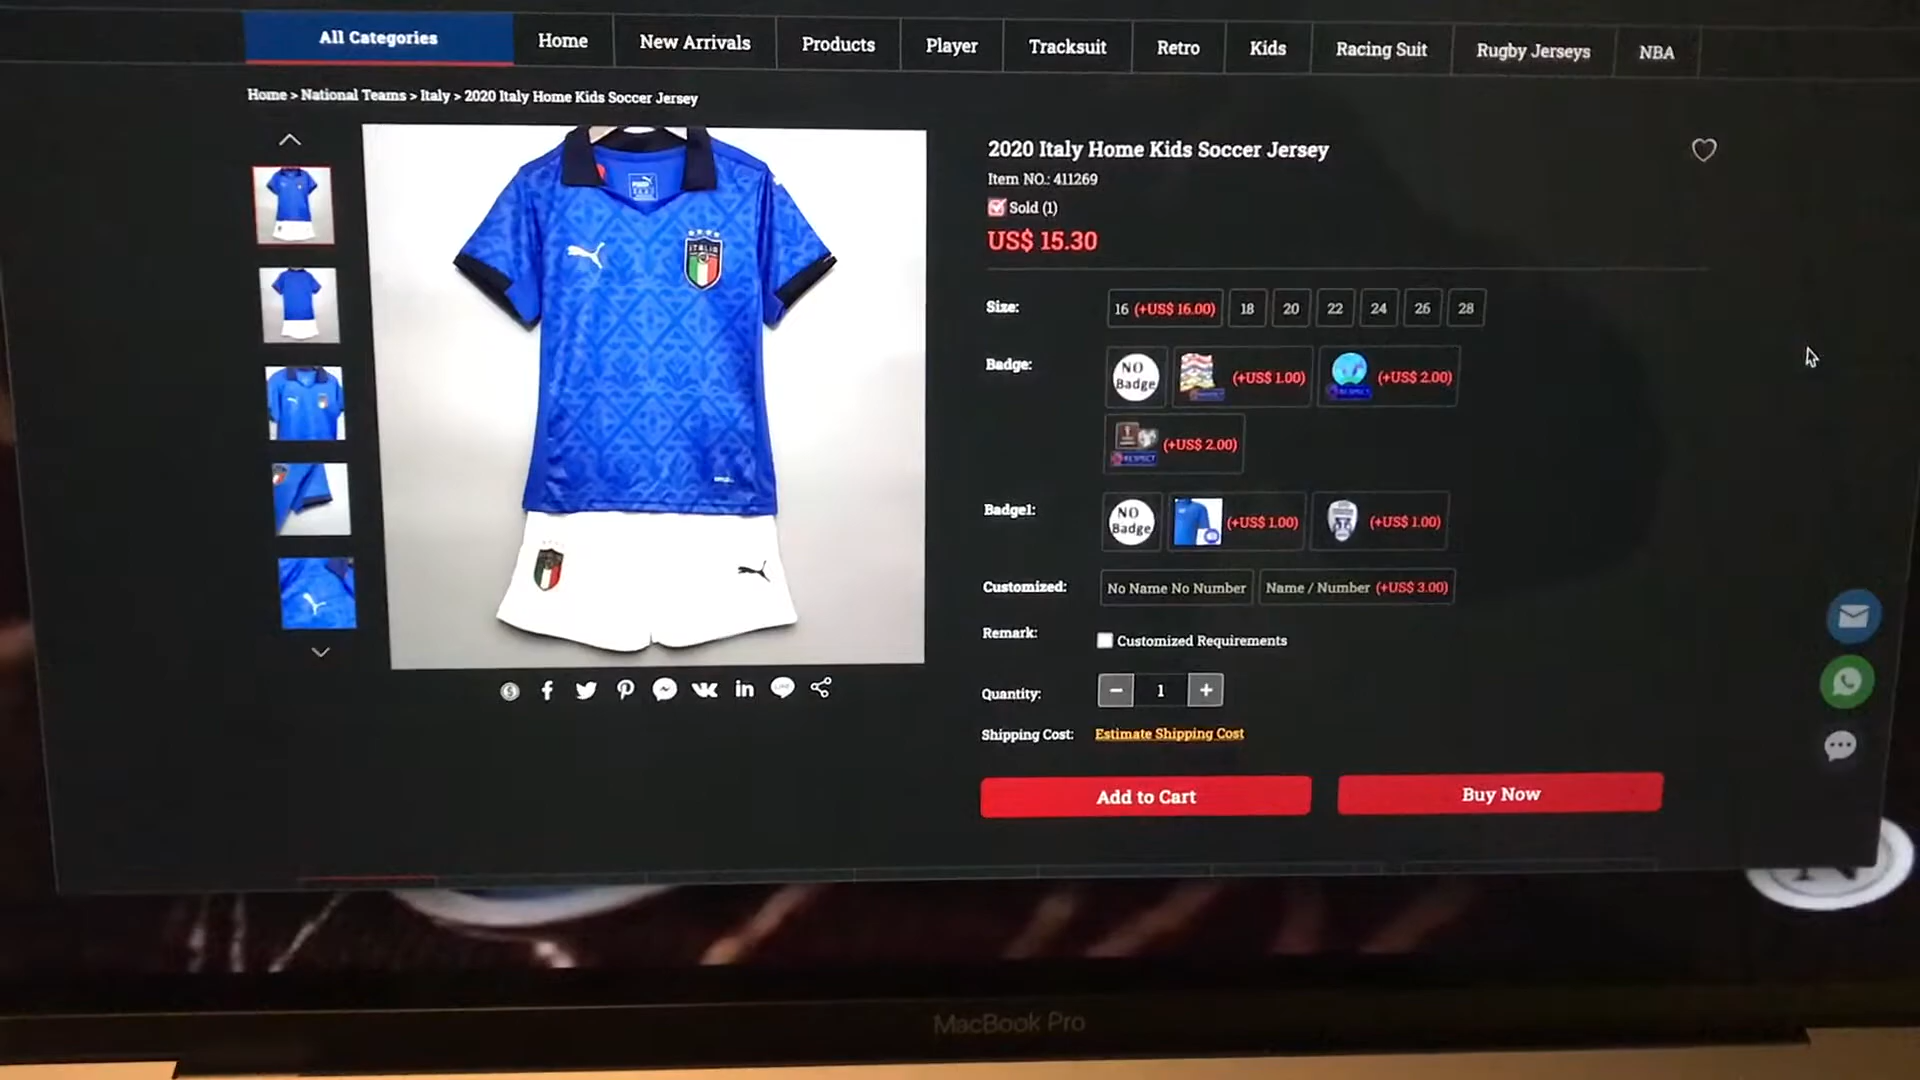 All Categories
Home
New Arrivals
Products
Player
Tracksuit
Retro
Kids
Racing Suit
Rugby Jerseys
NBA
Home > National Teams > Italy > 2020 Italy Home Kids Soccer Jersey
2020 Italy Home Kids Soccer Jersey
Item NO.: 411269
Sold (1)
US$ 15.30
ITALIA
Size:
16 (+US$ 16.00)
18
20
22
24
26
28
Badge:
NO
Badge
(+US$ 1.00)
RESPECT
(+US$ 2.00)
RESPECT
(+US$ 2.00)
Badge1:
NO
Badge
(+US$ 1.00)
(+US$ 1.00)
Customized:
No Name No Number
Name / Number (+US$ 3.00)
Remark:
Customized Requirements
Quantity:
− 1 +
Shipping Cost:
Estimate Shipping Cost
Add to Cart
Buy Now
MacBook Pro